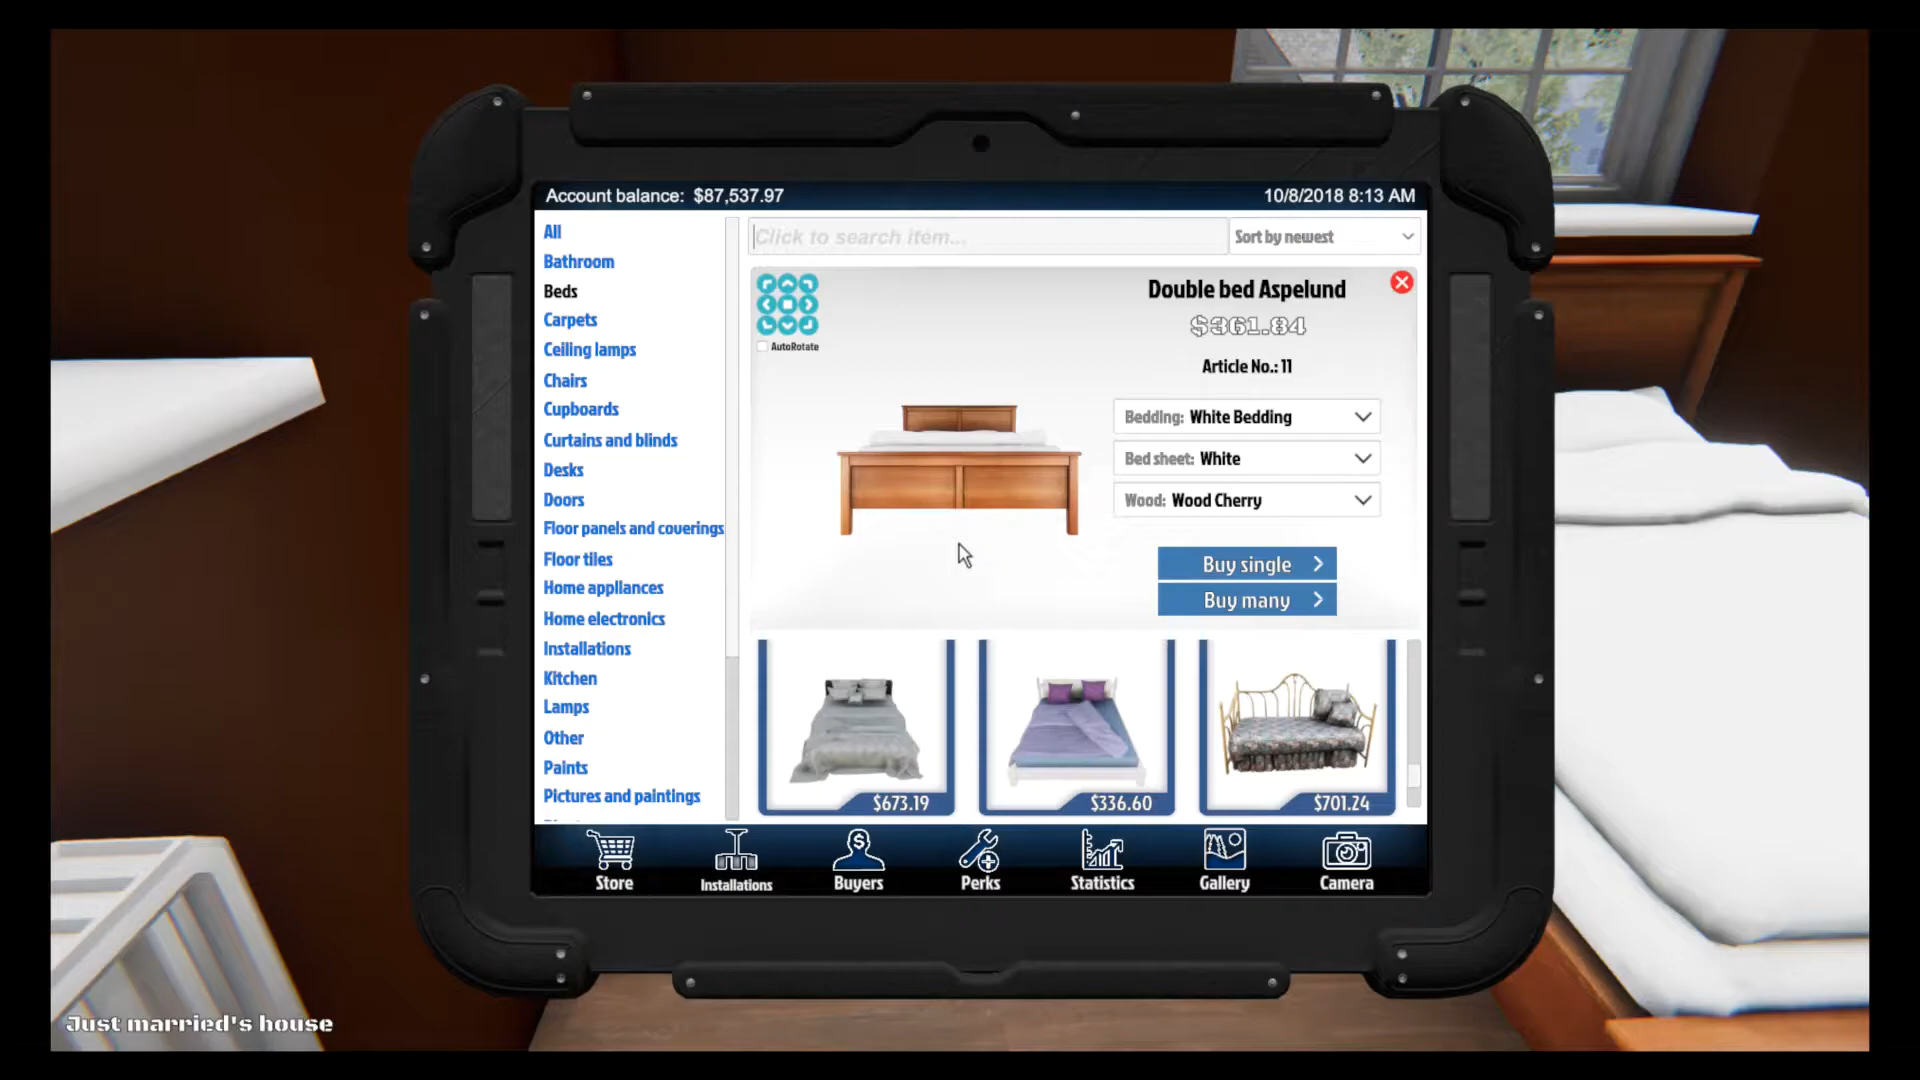 Account balance: $87,537.97
10/8/2018 8:13 AM
All
Bathroom
Beds
Carpets
Ceiling lamps
Chairs
Cupboards
Curtains and blinds
Desks
Doors
Floor panels and coverings
Floor tiles
Home appliances
Home electronics
Installations
Kitchen
Lamps
Other
Paints
Pictures and paintings
Click to search item...
Sort by newest
AutoRotate
Double bed Aspelund
$361.84
Article No.: 11
Bedding: White Bedding
Bed sheet: White
Wood: Wood Cherry
Buy single
Buy many
$673.19
$336.60
$701.24
Store
Installations
Buyers
Perks
Statistics
Gallery
Camera
Just married's house